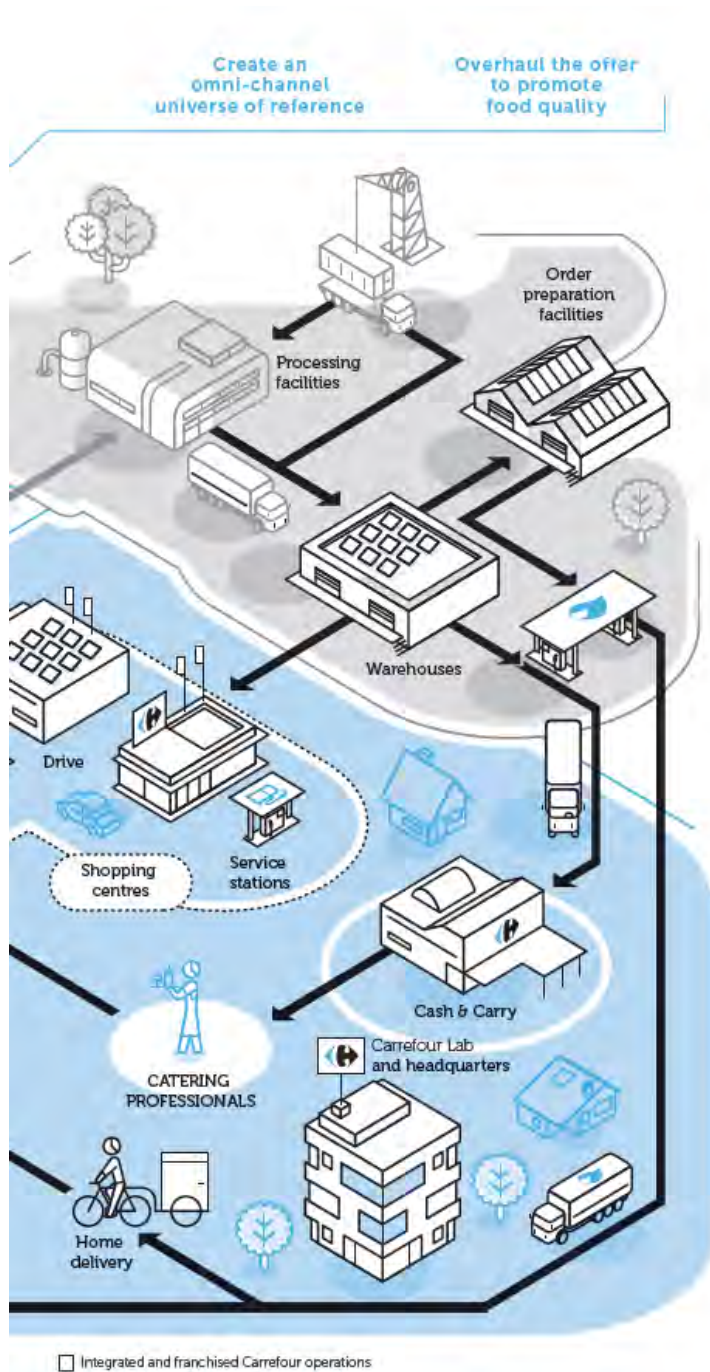 Create an
omni-channel
universe of reference
Overhaul the offer
to promote
food quality
Order
preparation
facilities
Processing
facilities
Warehouses
Drive
Shopping
centres
Service
stations
Cash & Carry
CATERING
PROFESSIONALS
Carrefour Lab
and headquarters
Home
delivery
Integrated and franchised Carrefour operations